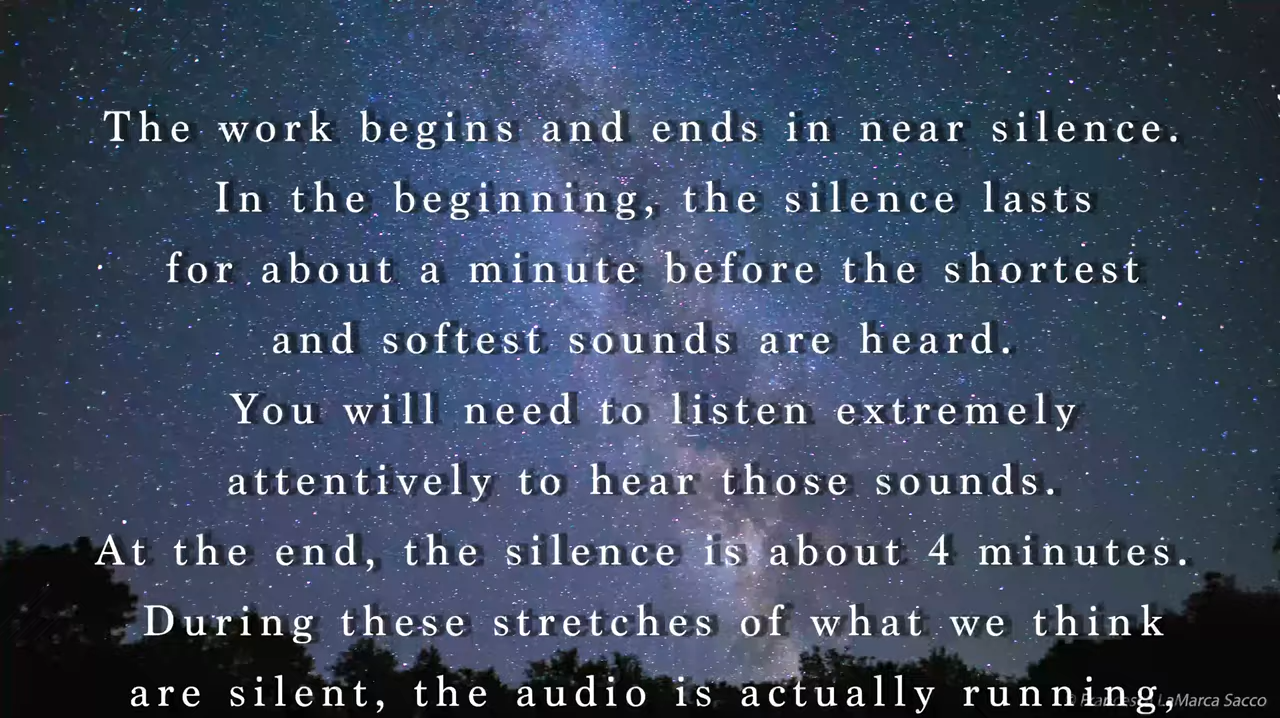 The work begins and ends in near silence.
In the beginning, the silence lasts
for about a minute before the shortest
and softest sounds are heard.
You will need to listen extremely
attentively to hear those sounds.
At the end, the silence is about 4 minutes.
During these stretches of what we think
are silent, the audio is actually running,
LaMarca Sacco